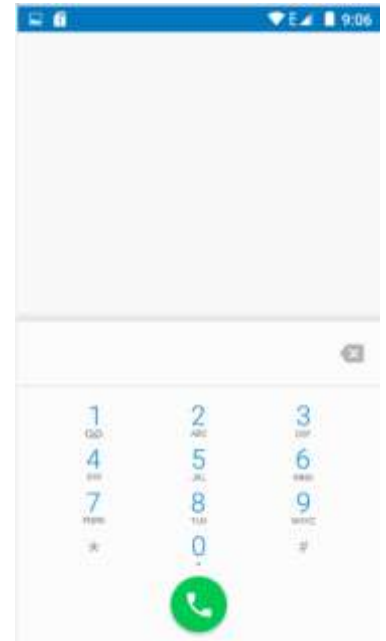 E 9:06
1 2 3
ABC DEF
4 5 6
GHI JKL MNO
7 8 9
PQRS TUV WXYZ
* 0 #
+